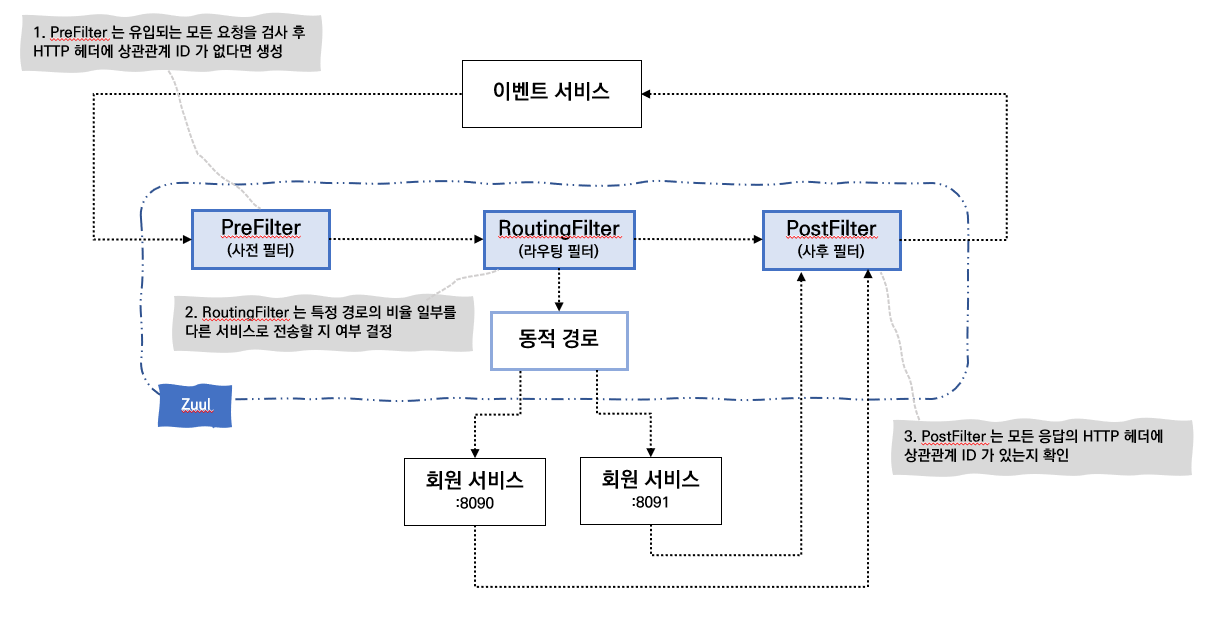 1. PreFilter 는 유입되는 모든 요청을 검사 후
HTTP 헤더에 상관관계 ID 가 없다면 생성
이벤트 서비스
PreFilter
(사전 필터)
RoutingFilter
(라우팅 필터)
PostFilter
(사후 필터)
2. RoutingFilter 는 특정 경로의 비율 일부를
다른 서비스로 전송할 지 여부 결정
동적 경로
Zuul
3. PostFilter 는 모든 응답의 HTTP 헤더에
상관관계 ID 가 있는지 확인
회원 서비스
:8090
회원 서비스
:8091